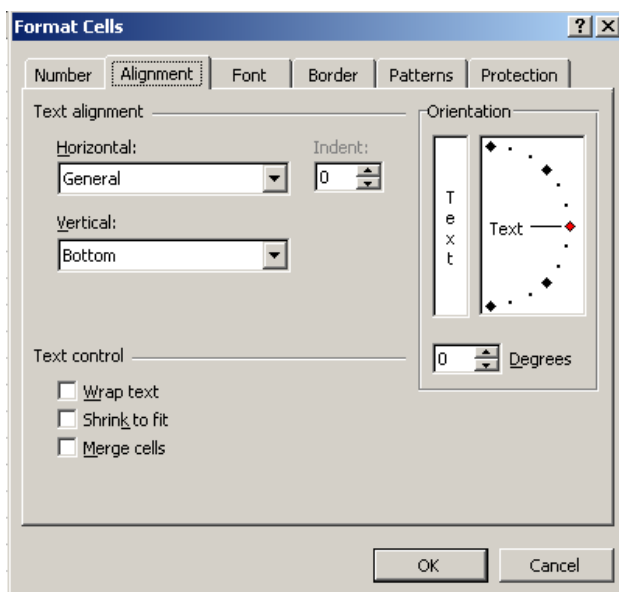 Format Cells
?
Number Alignment Font Border Patterns Protection
Text alignment
Horizontal:
General
Indent:
0
Vertical:
Bottom
Orientation
Text
Text
0 Degrees
Text control
Wrap text
Shrink to fit
Merge cells
OK Cancel